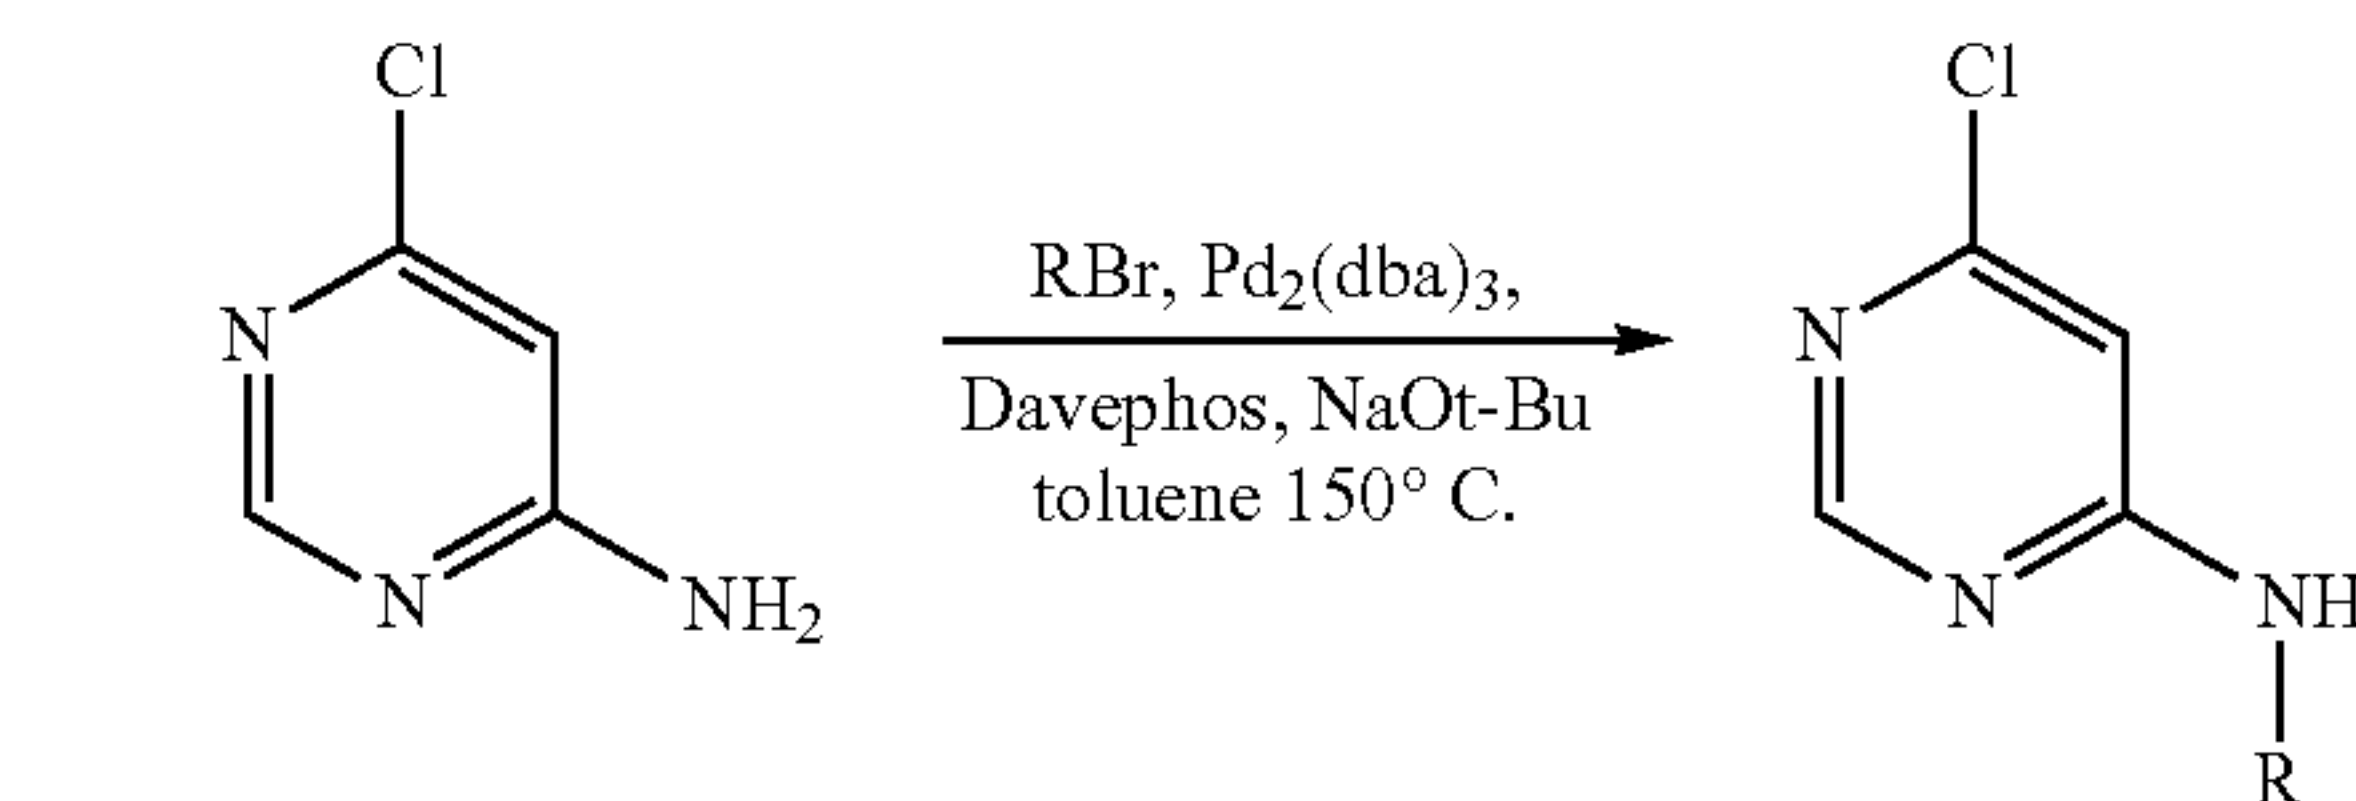 Cl
N
N
NH2
RBr, Pd2(dba)3,
Davephos, NaOt-Bu
toluene 150° C.
Cl
N
N
NH
R